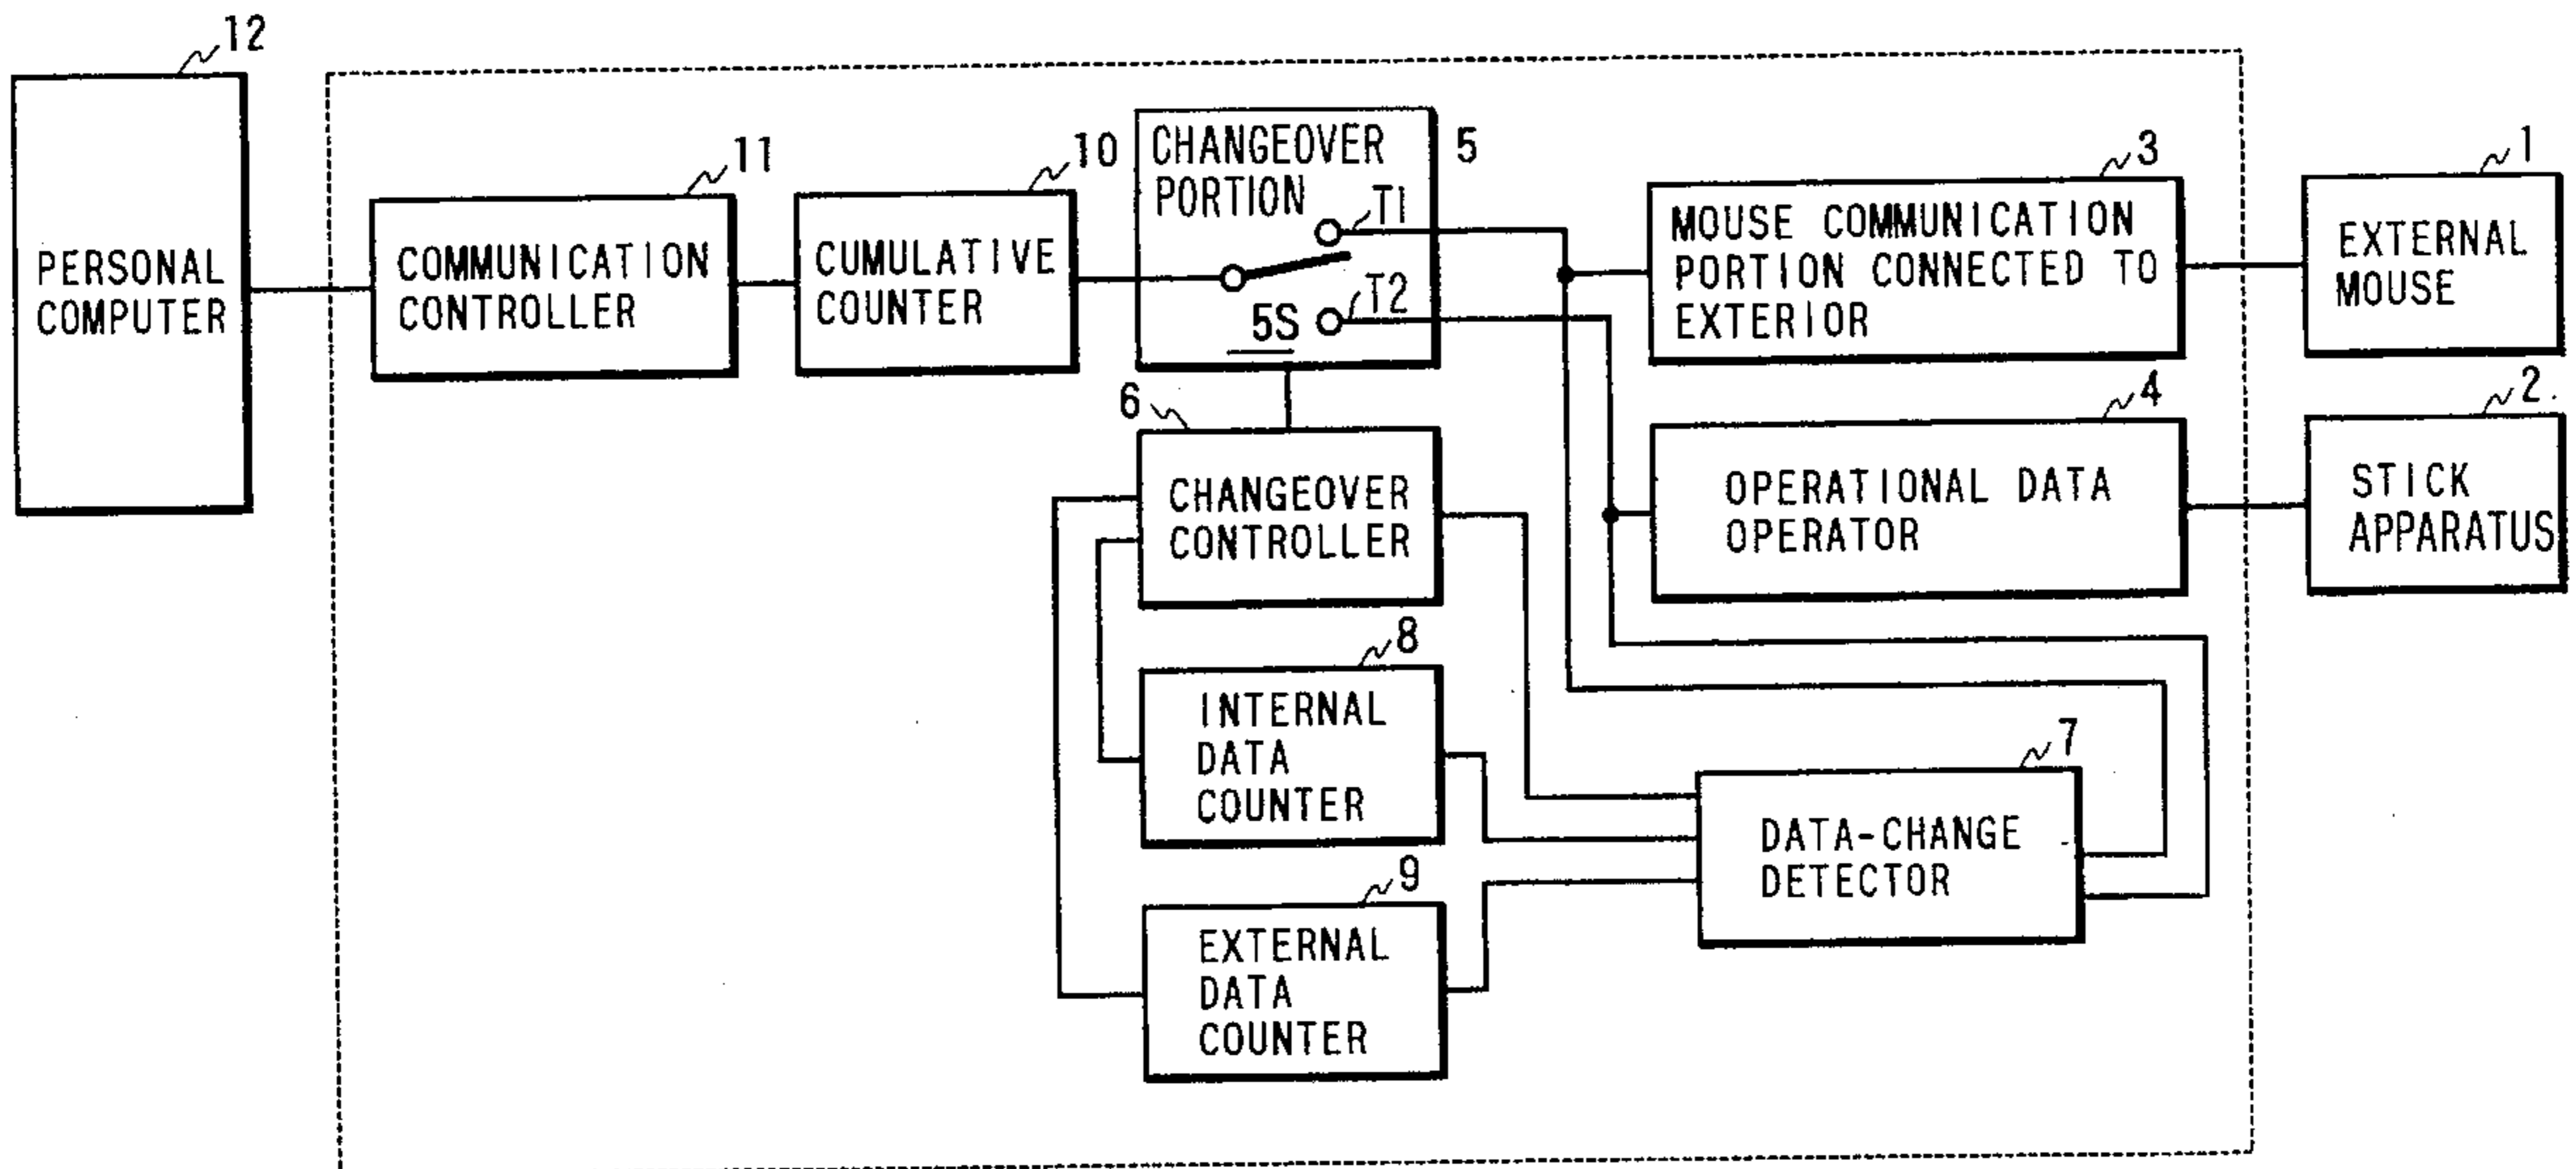 12
PERSONAL
COMPUTER
11
COMMUNICATION
CONTROLLER
10
CUMULATIVE
COUNTER
CHANGEOVER
PORTION
5
T1
T2
5S
3
MOUSE COMMUNICATION
PORTION CONNECTED TO
EXTERIOR
1
EXTERNAL
MOUSE
6
CHANGEOVER
CONTROLLER
4
OPERATIONAL DATA
OPERATOR
2
STICK
APPARATUS
8
INTERNAL
DATA
COUNTER
7
DATA-CHANGE
DETECTOR
9
EXTERNAL
DATA
COUNTER